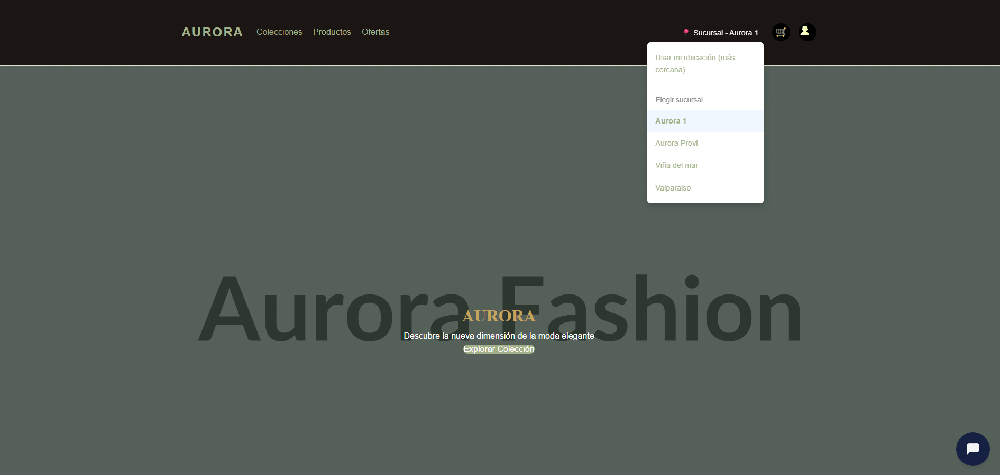 AURORA
Colecciones
Productos
Ofertas
Sucursal - Aurora 1
Usar mi ubicación (más
cercana)
Elegir sucursal
Aurora 1
Aurora Provi
Viña del mar
Valparaiso
Aurora Fashion
AURORA
Descubre la nueva dimensión de la moda elegante
Explorar Colección